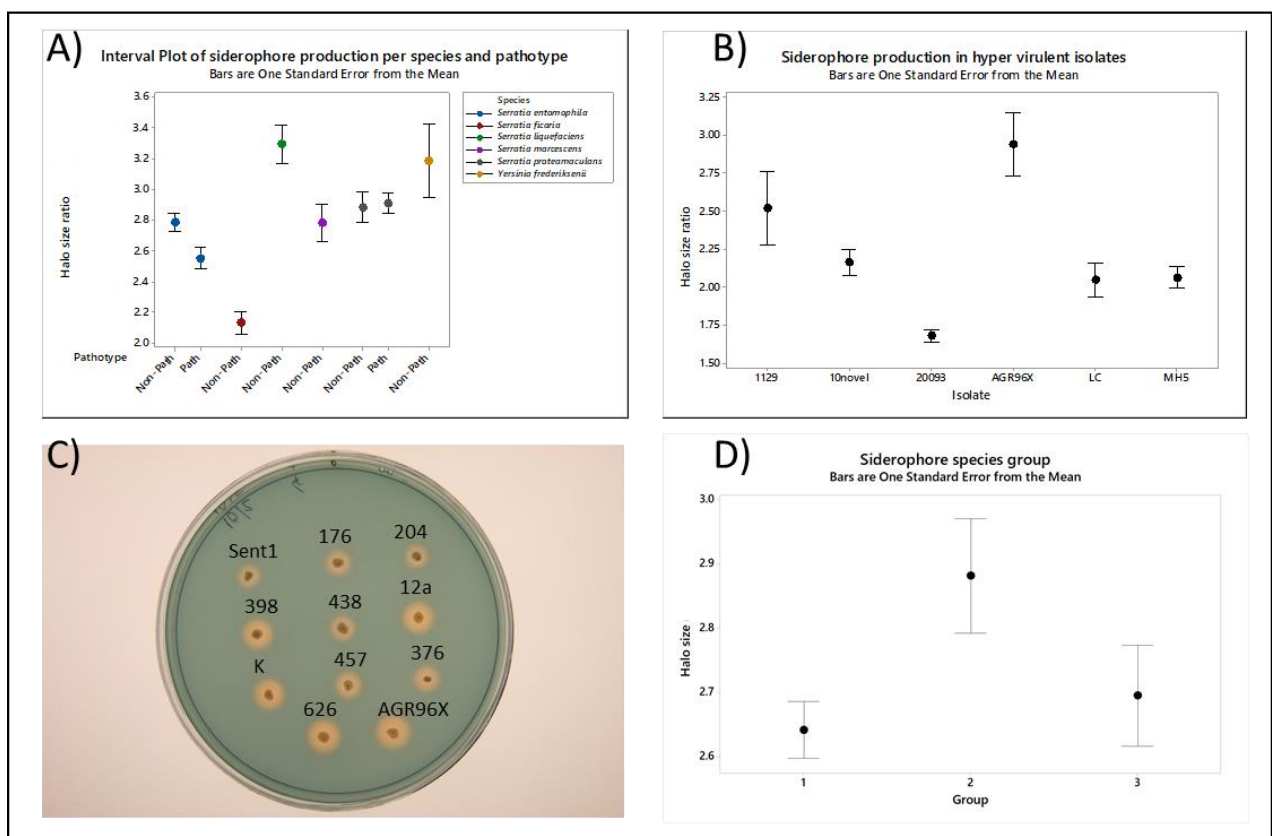 A)
Interval Plot of siderophore production per species and pathotype
Bars are One Standard Error from the Mean
3.6
3.4
3.2
3.0
2.8
2.6
2.4
2.2
2.0
Halo size ratio
Pathotype
Non-Path
Path
Non-Path
Non-Path
Non-Path
Non-Path
Path
Non-Path
Species
Serratia entomophila
Serratia ficaria
Serratia liquefaciens
Serratia marcescens
Serratia proteamaculans
Yersinia frederiksenii
B)
Siderophore production in hyper virulent isolates
Bars are One Standard Error from the Mean
3.25
3.00
2.75
2.50
2.25
2.00
1.75
1.50
Halo size ratio
1129 10novel 20093 AGR96X LC MH5
Isolate
C)
Sent1 176 204
398 438 12a
K 457 376
626 AGR96X
D)
Siderophore species group
Bars are One Standard Error from the Mean
3.0
2.9
2.8
2.7
2.6
Halo size
1 2 3
Group